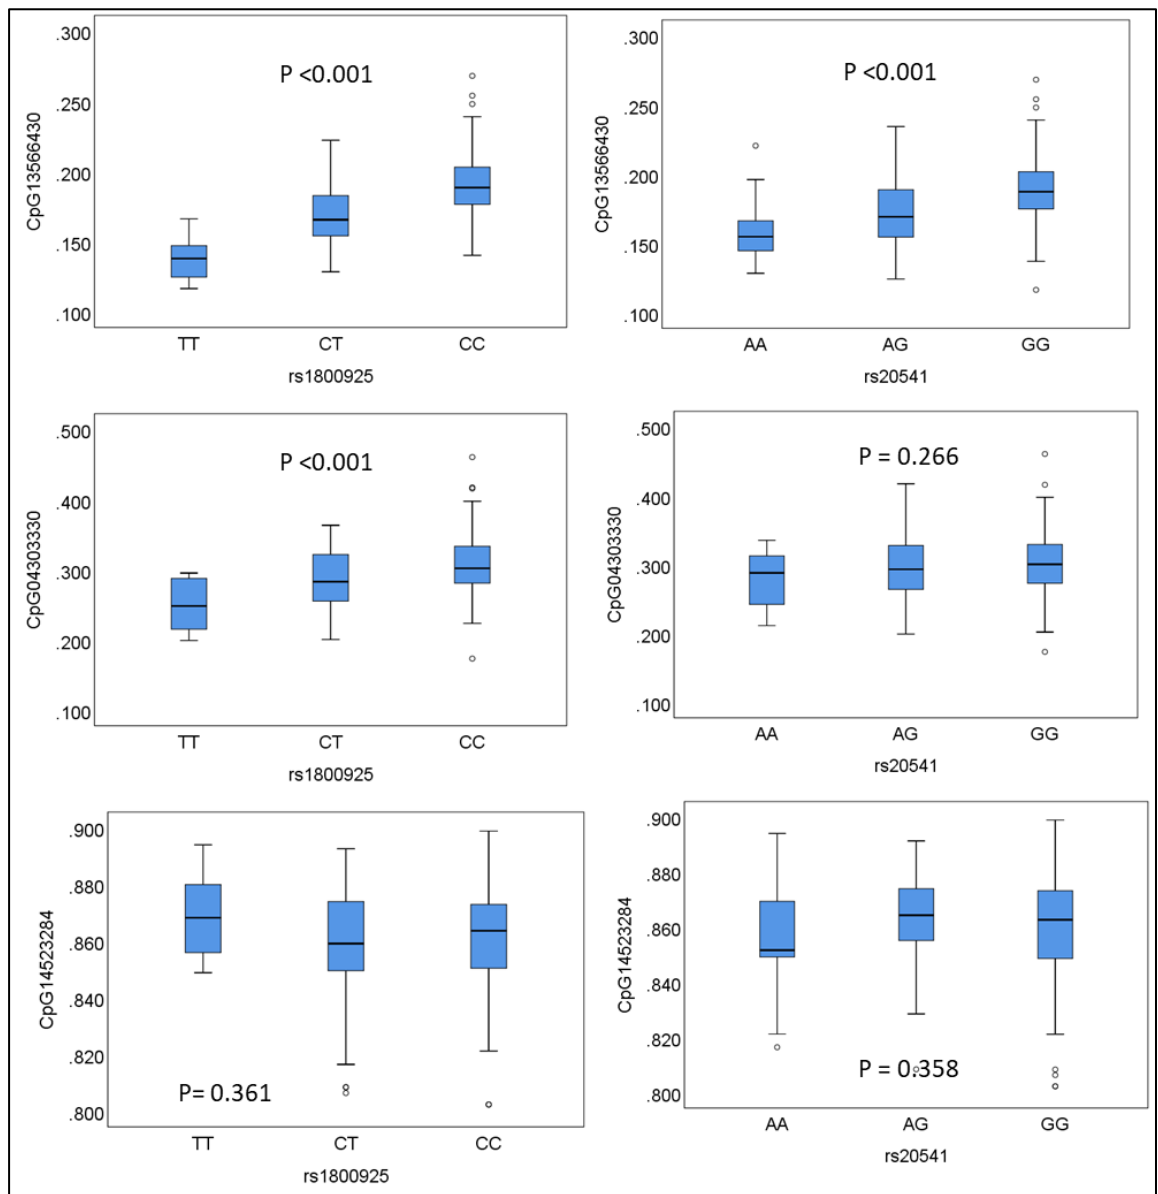 .300
.250
.200
.150
.100
CpG13566430
P <0.001
TT CT CC
rs1800925
.300
.250
.200
.150
.100
CpG13566430
P <0.001
AA AG GG
rs20541
.500
.400
.300
.200
.100
CpG04303330
P <0.001
TT CT CC
rs1800925
.500
.400
.300
.200
.100
CpG04303330
P = 0.266
AA AG GG
rs20541
.900
.880
.860
.840
.820
.800
CpG14523284
P= 0.361
TT CT CC
rs1800925
.900
.880
.860
.840
.820
.800
CpG14523284
P = 0.358
AA AG GG
rs20541